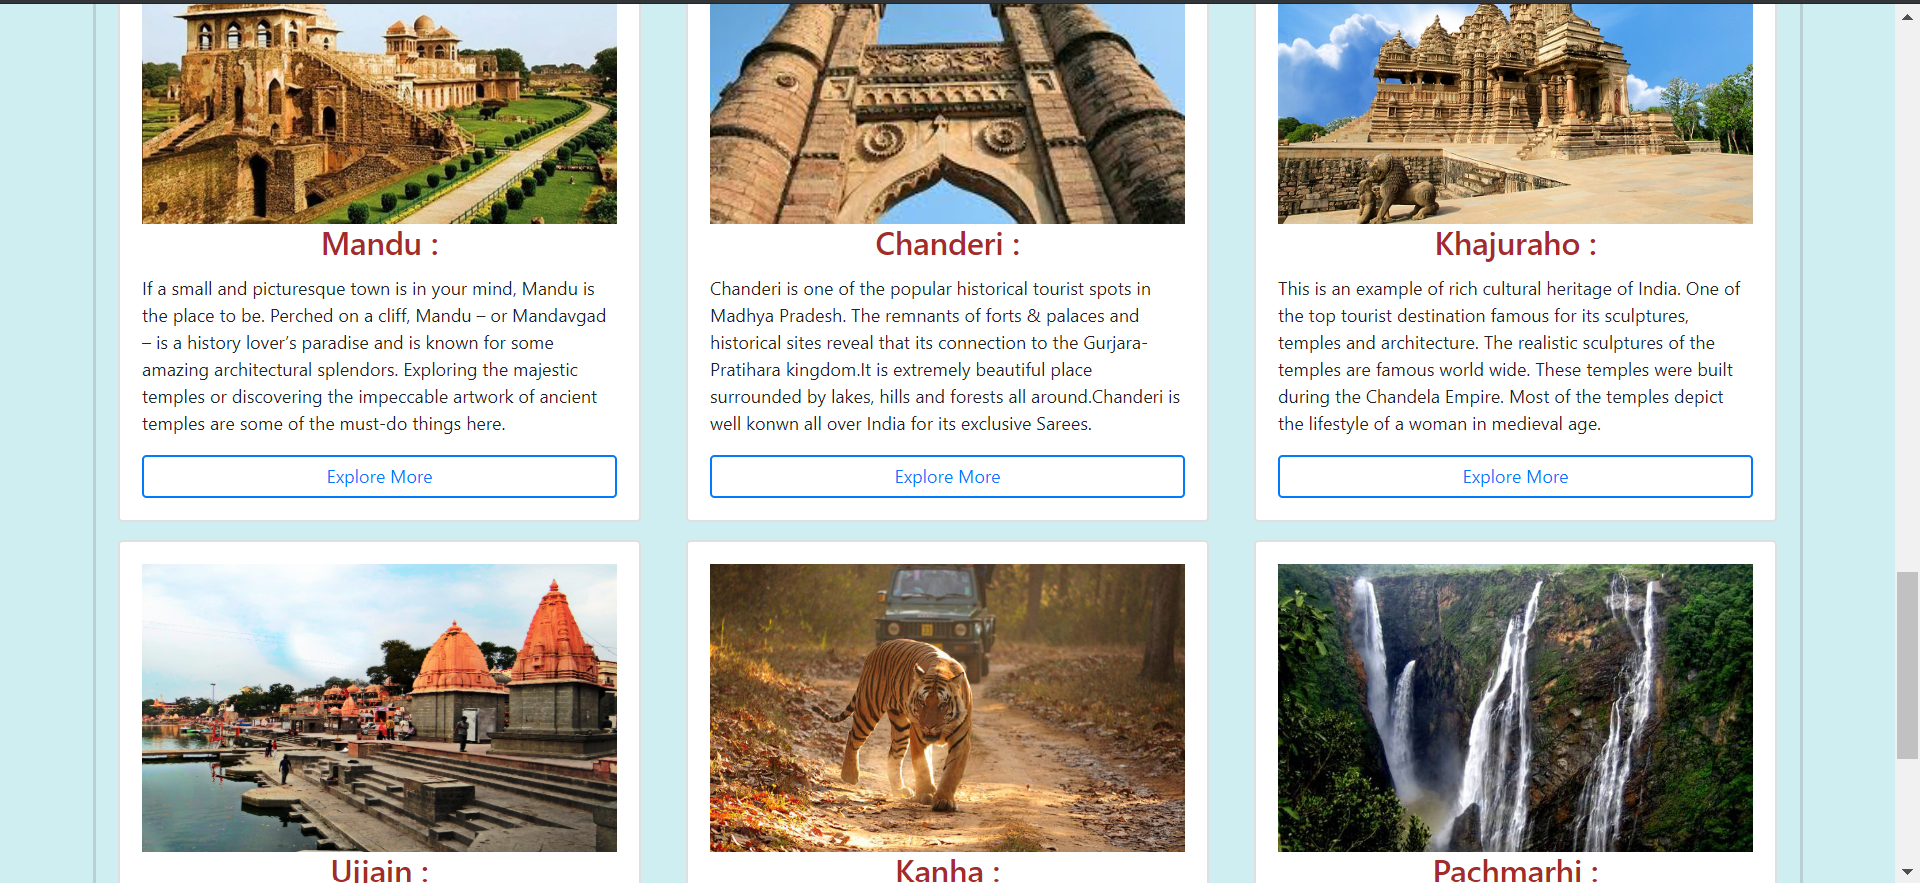 Mandu :
If a small and picturesque town is in your mind, Mandu is
the place to be. Perched on a cliff, Mandu – or Mandavgad
– is a history lover’s paradise and is known for some
amazing architectural splendors. Exploring the majestic
temples or discovering the impeccable artwork of ancient
temples are some of the must-do things here.
Explore More
Chanderi :
Chanderi is one of the popular historical tourist spots in
Madhya Pradesh. The remnants of forts & palaces and
historical sites reveal that its connection to the Gurjara-
Pratihara kingdom.It is extremely beautiful place
surrounded by lakes, hills and forests all around.Chanderi is
well konwn all over India for its exclusive Sarees.
Explore More
Khajuraho :
This is an example of rich cultural heritage of India. One of
the top tourist destination famous for its sculptures,
temples and architecture. The realistic sculptures of the
temples are famous world wide. These temples were built
during the Chandela Empire. Most of the temples depict
the lifestyle of a woman in medieval age.
Explore More
Ujjain :
Kanha :
Pachmarhi :